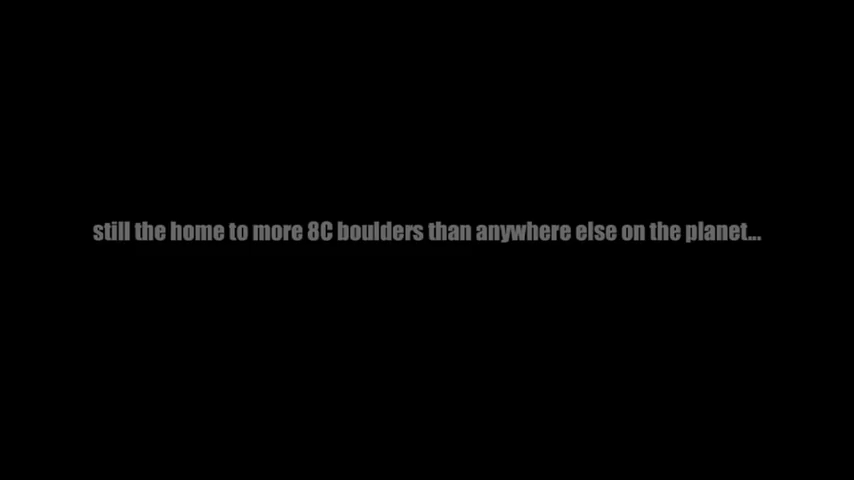 still the home to more 8C boulders than anywhere else on the planet...